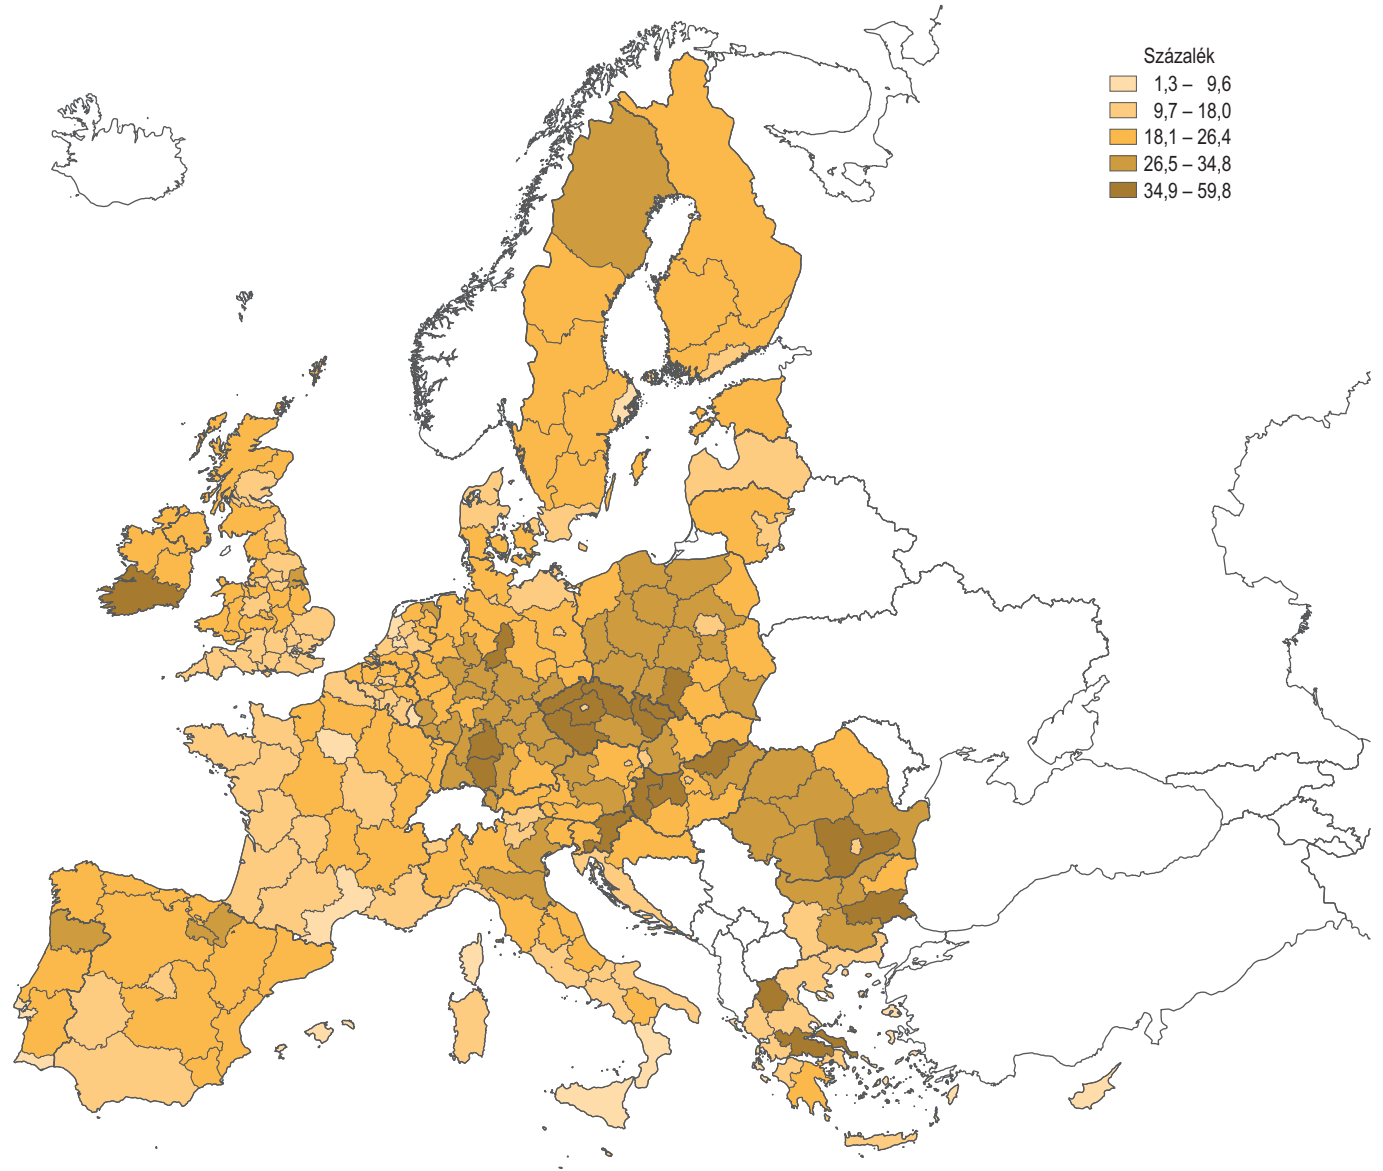 Százalék
1,3 – 9,6
9,7 – 18,0
18,1 – 26,4
26,5 – 34,8
34,9 – 59,8